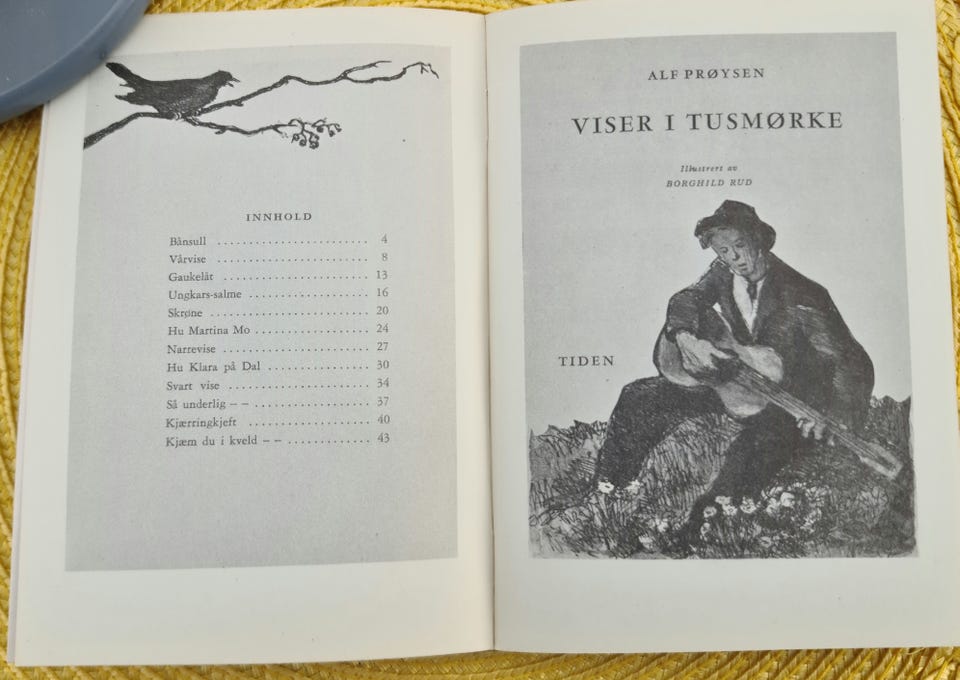 INNHOLD
Bånsull ........................ 4
Vårvise ........................ 8
Gaukelåt ....................... 13
Ungkars-salme ................... 16
Skrøne ......................... 20
Hu Martina Mo .................. 24
Narrevise ....................... 27
Hu Klara på Dal ................. 30
Svart vise ...................... 34
Så underlig — — .................. 37
Kjærringkjeft ................... 40
Kjæm du i kveld — — ............. 43
ALF PRØYSEN
VISER I TUSMØRKE
Illustrert av
BORGHILD RUD
TIDEN